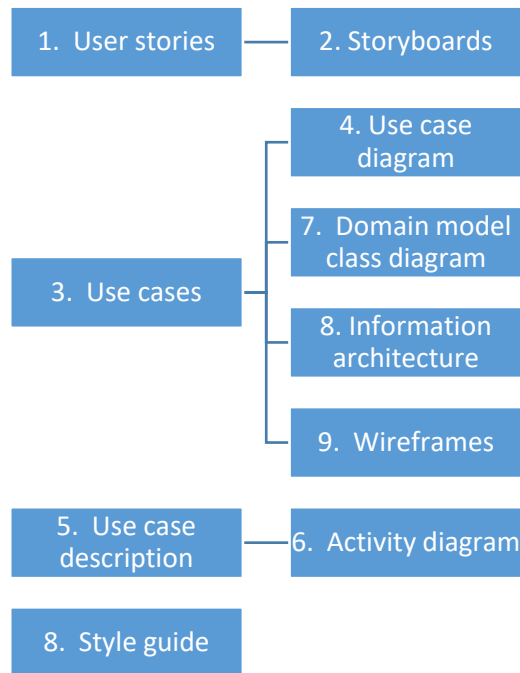 1. User stories
2. Storyboards
4. Use case
diagram
7. Domain model
class diagram
3. Use cases
8. Information
architecture
9. Wireframes
5. Use case
description
6. Activity diagram
8. Style guide